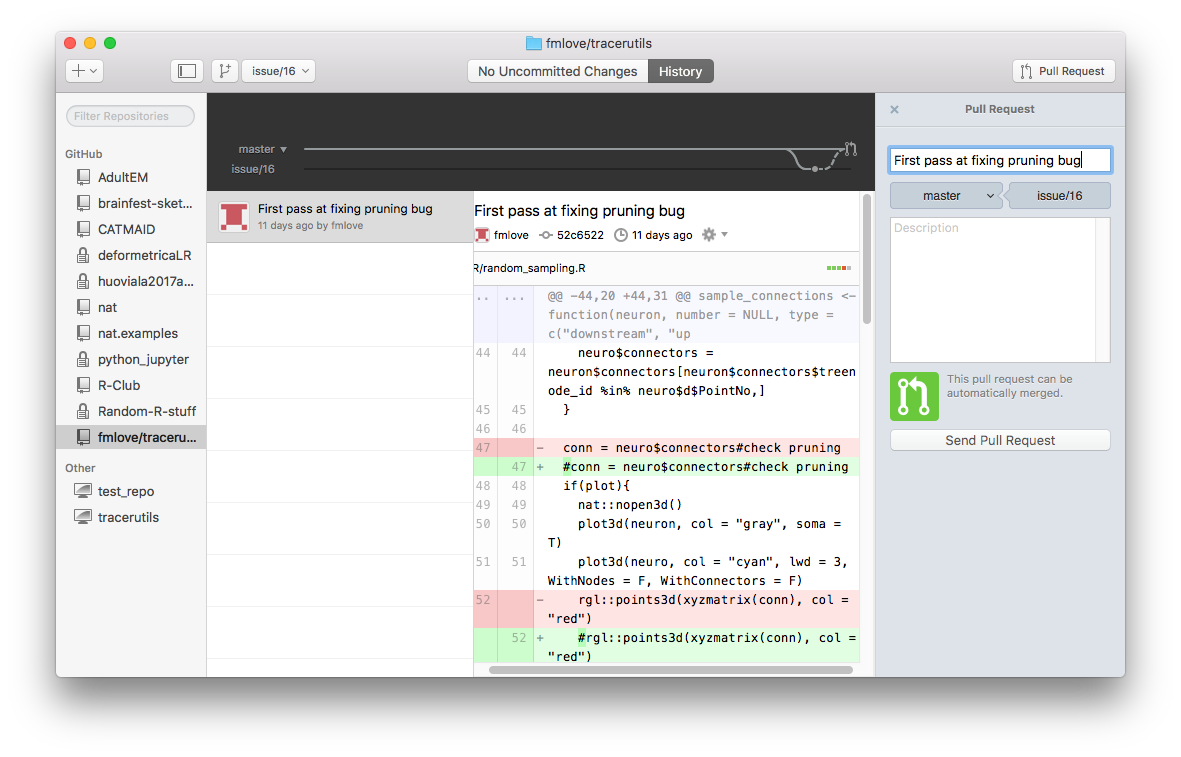 fmlove/tracerutils
issue/16
No Uncommitted Changes
History
Pull Request
Filter Repositories
GitHub
AdultEM
brainfest-sket...
CATMAID
deformetricaLR
huoviala2017a...
nat
nat.examples
python_jupyter
R-Club
Random-R-stuff
fmlove/traceru...
Other
test_repo
tracerutils
master
issue/16
First pass at fixing pruning bug
11 days ago by fmlove
First pass at fixing pruning bug
fmlove 52c6522 11 days ago
R/random_sampling.R
.. ... @@ -44,20 +44,31 @@ sample_connections <-
function(neuron, number = NULL, type =
c("downstream", "up
44 44 neuro$connectors =
neuron$connectors[neuron$connectors$treen
ode_id %in% neuro$d$PointNo,]
45 45 }
46 46
47 - conn = neuro$connectors#check pruning
47 + #conn = neuro$connectors#check pruning
48 48 if(plot){
49 49 nat::nopen3d()
50 50 plot3d(neuron, col = "gray", soma =
T)
51 51 plot3d(neuro, col = "cyan", lwd = 3,
WithNodes = F, WithConnectors = F)
52 - rgl::points3d(xyzmatrix(conn), col =
"red")
52 + #rgl::points3d(xyzmatrix(conn), col =
"red")
Pull Request
First pass at fixing pruning bug
master
issue/16
Description
This pull request can be
automatically merged.
Send Pull Request